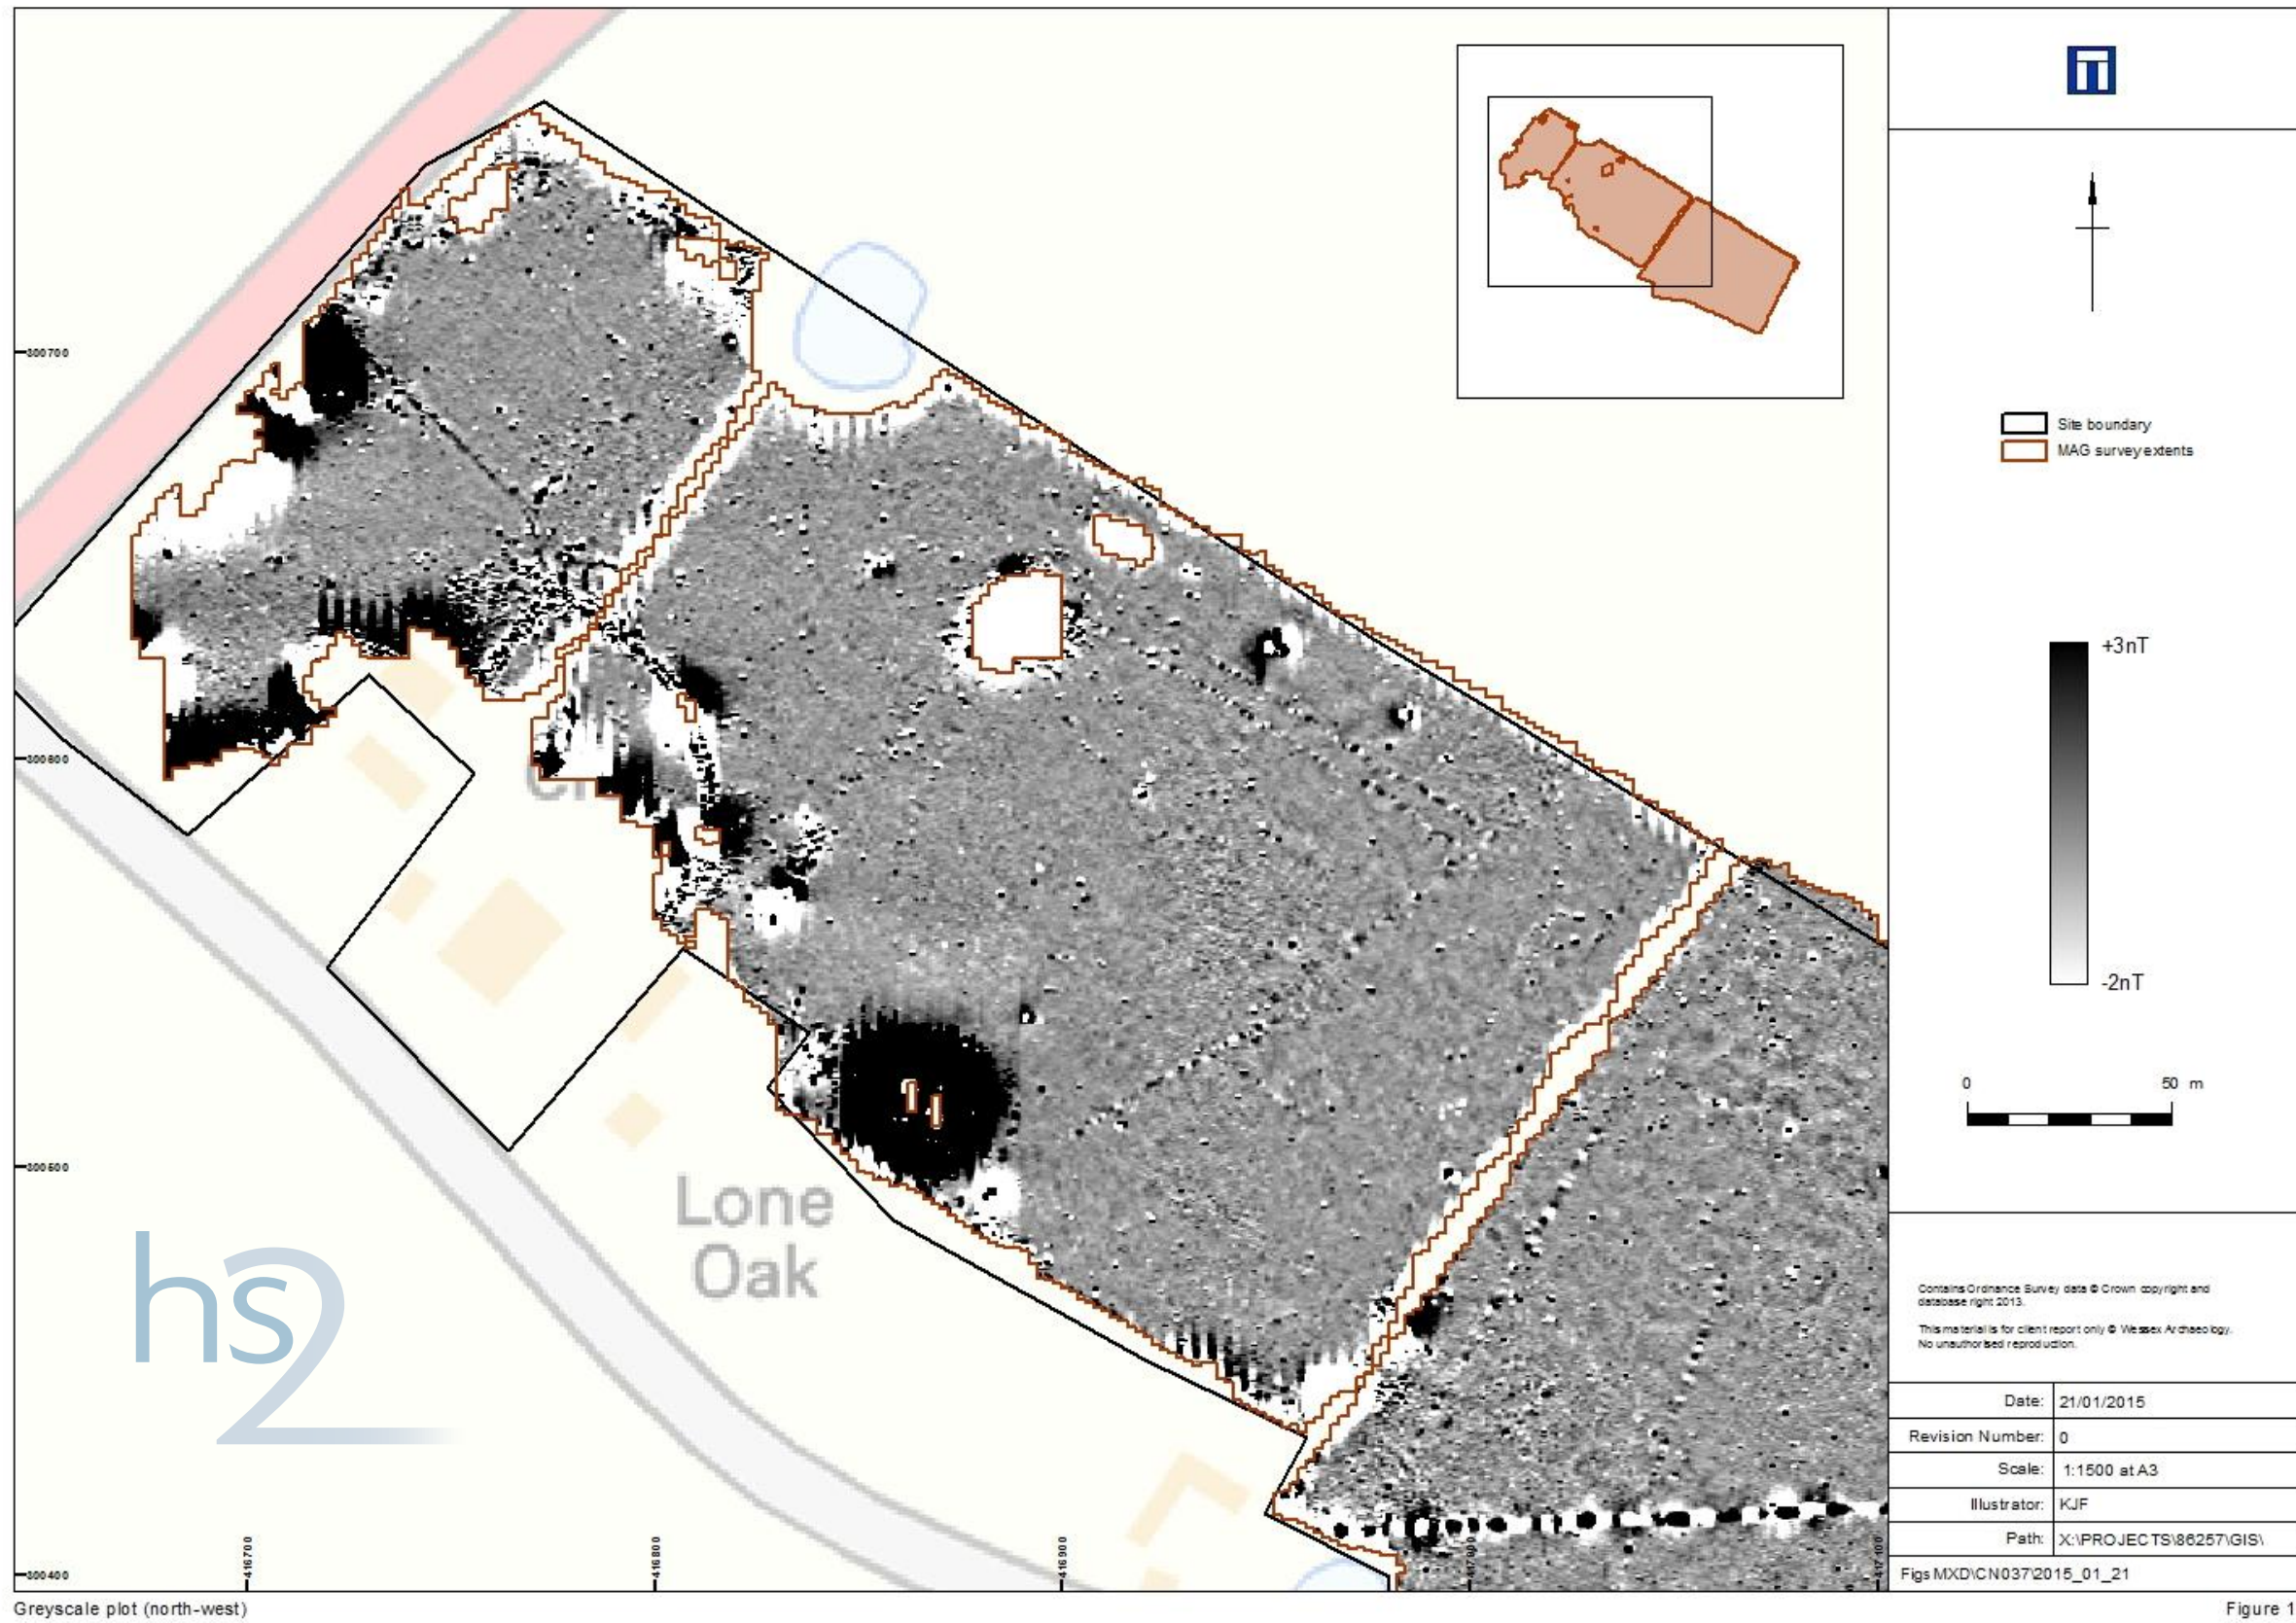 Site boundary
MAG survey extents
+3nT
-2nT
0 50 m
300700
300600
300500
300400
416700
416800
416900
417000
417100
Lone
Oak
hs2
Contains Ordnance Survey data © Crown copyright and
database right 2013.
This material is for client report only © Wessex Archaeology.
No unauthorised reproduction.
Date: 21/01/2015
Revision Number: 0
Scale: 1:1500 at A3
Illustrator: KJF
Path: X:\PROJECTS\86257\GIS\
Figs MXD\CN037\2015_01_21
Greyscale plot (north-west)
Figure 1